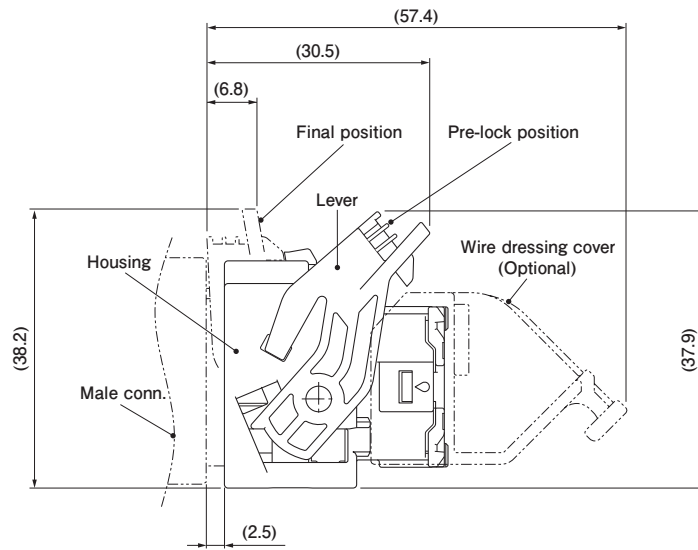 (57.4)
(30.5)
(6.8)
Final position
Pre-lock position
Lever
Wire dressing cover
(Optional)
Housing
(38.2)
(37.9)
Male conn.
(2.5)